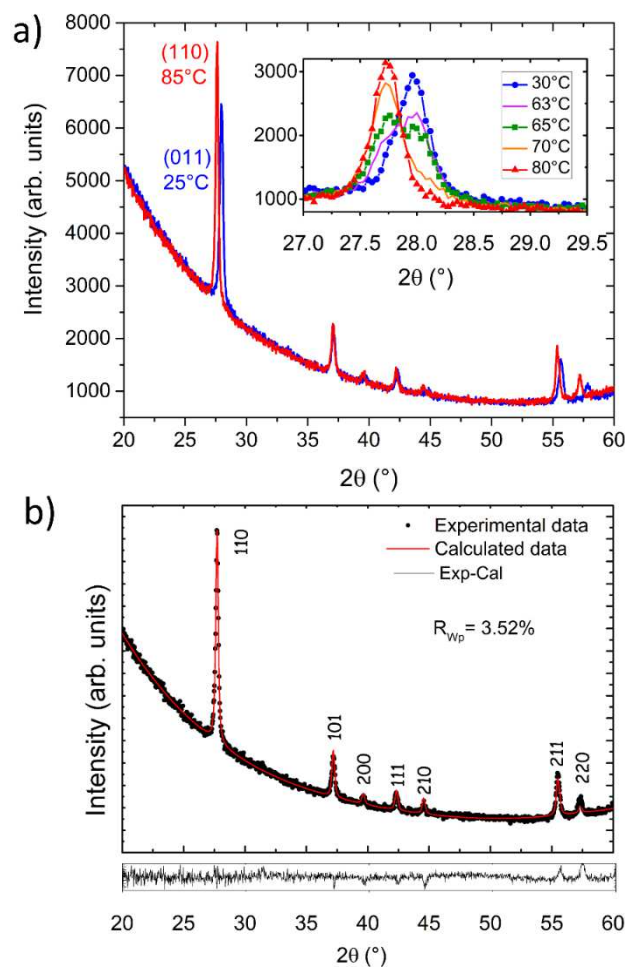 a)
8000
7000
6000
5000
4000
3000
2000
1000
Intensity (arb. units)
(110)
85°C
(011)
25°C
3000
2000
1000
30°C
63°C
65°C
70°C
80°C
27.0 27.5 28.0 28.5 29.0 29.5
2θ (°)
20 25 30 35 40 45 50 55 60
2θ (°)
b)
Intensity (arb. units)
Experimental data
Calculated data
Exp-Cal
R_Wp = 3.52%
110
101
200
111
210
211
220
20 25 30 35 40 45 50 55 60
2θ (°)